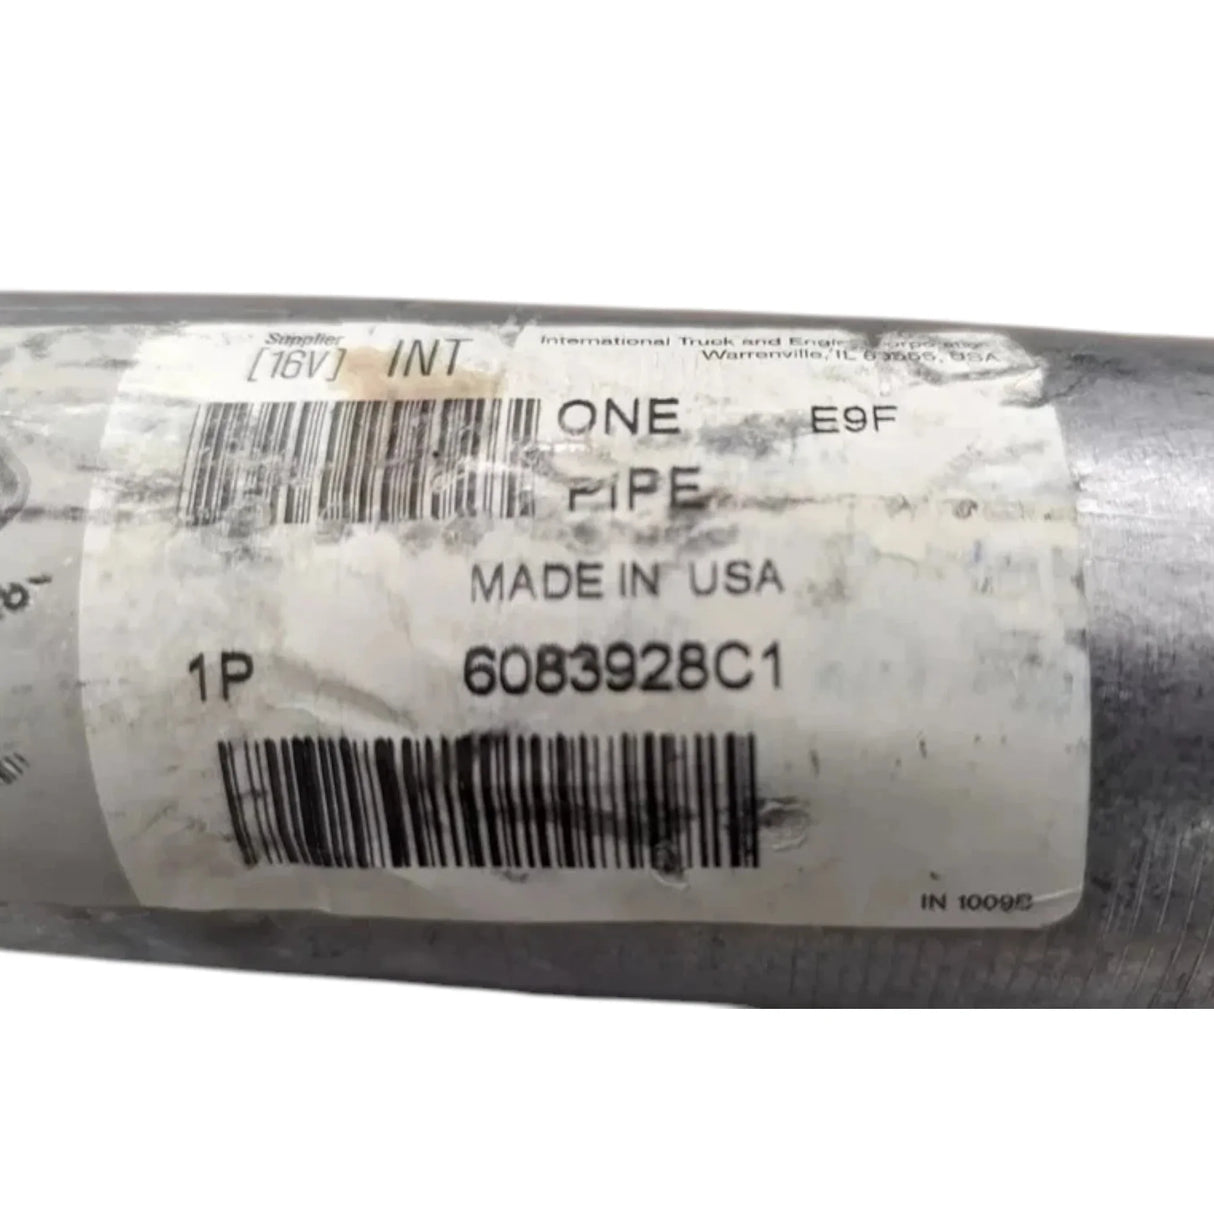 Supplier
[16V] INT
International Truck and Engine Corporation
Warrenville, IL 60555, USA
ONE E9F
PIPE
MADE IN USA
1P 6083928C1
IN 1009B